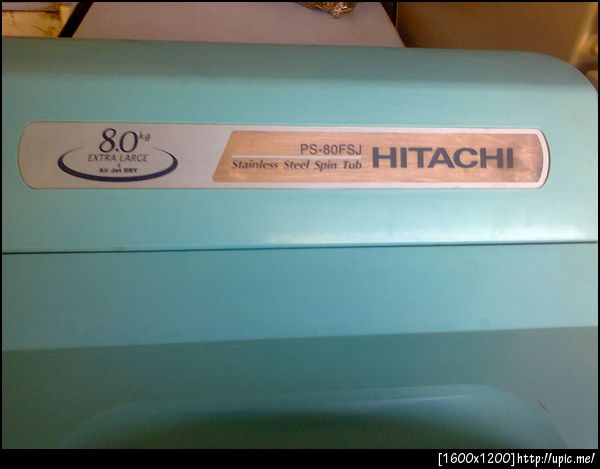 8.0kg
EXTRA LARGE
&
Air Jet DRY
PS-80FSJ
Stainless Steel Spin Tub
HITACHI
[1600x1200]http://upic.me/